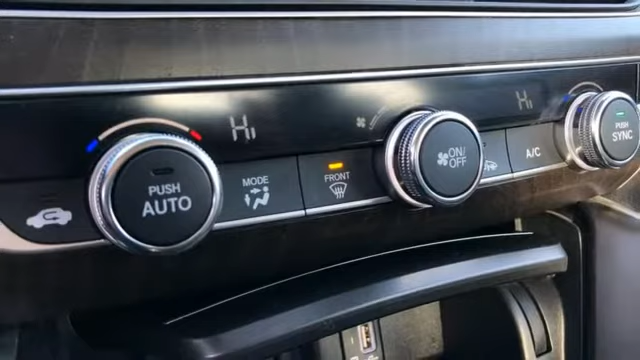 Hi
Hi
PUSH
AUTO
MODE
FRONT
ON/
OFF
A/C
PUSH
SYNC